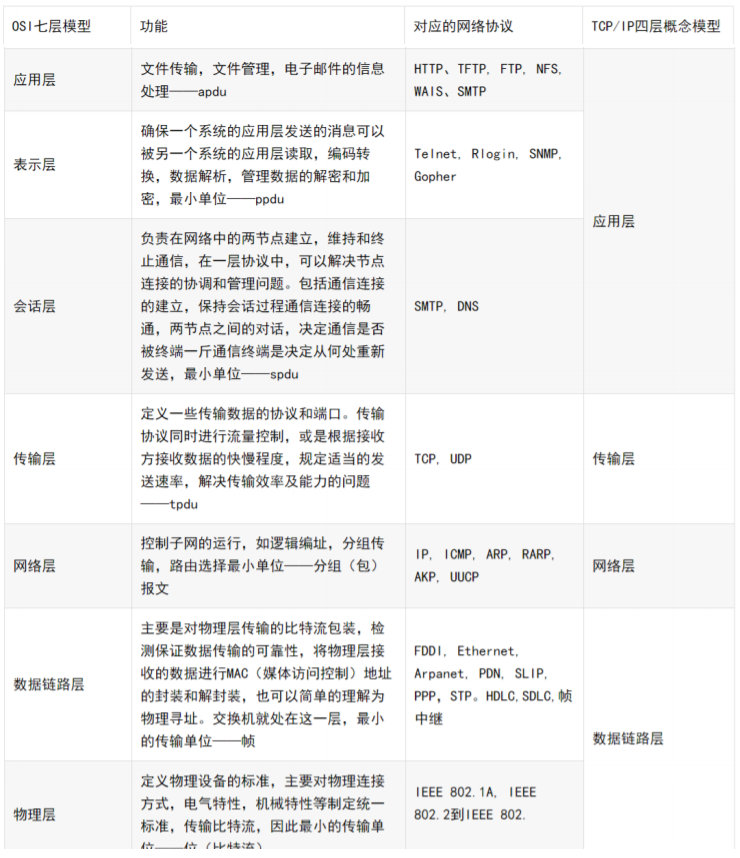 OSI七层模型
功能
对应的网络协议
TCP/IP四层概念模型
应用层
文件传输，文件管理，电子邮件的信息
处理——apdu
HTTP、TFTP, FTP, NFS,
WAIS、SMTP
应用层
表示层
确保一个系统的应用层发送的消息可以
被另一个系统的应用层读取，编码转
换，数据解析，管理数据的解密和加
密，最小单位——ppdu
Telnet, Rlogin, SNMP,
Gopher
会话层
负责在网络中的两节点建立，维持和终
止通信，在一层协议中，可以解决节点
连接的协调和管理问题。包括通信连接
的建立，保持会话过程通信连接的畅
通，两节点之间的对话，决定通信是否
被终端一斤通信终端是决定从何处重新
发送，最小单位——spdu
SMTP, DNS
传输层
定义一些传输数据的协议和端口。传输
协议同时进行流量控制，或是根据接收
方接收数据的快慢程度，规定适当的发
送速率，解决传输效率及能力的问题
——tpdu
TCP, UDP
传输层
网络层
控制子网的运行，如逻辑编址，分组传
输，路由选择最小单位——分组（包）
报文
IP, ICMP, ARP, RARP,
AKP, UUCP
网络层
数据链路层
主要是对物理层传输的比特流包装，检
测保证数据传输的可靠性，将物理层接
收的数据进行MAC（媒体访问控制）地址
的封装和解封装，也可以简单的理解为
物理寻址。交换机就处在这一层，最小
的传输单位——帧
FDDI, Ethernet,
Arpanet, PDN, SLIP,
PPP，STP。HDLC,SDLC,帧
中继
数据链路层
物理层
定义物理设备的标准，主要对物理连接
方式，电气特性，机械特性等制定统一
标准，传输比特流，因此最小的传输单
位——位（比特流）
IEEE 802.1A, IEEE
802.2到IEEE 802.